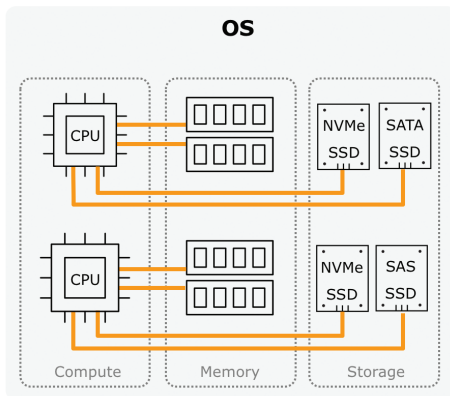 OS
CPU
NVMe
SSD
SATA
SSD
CPU
NVMe
SSD
SAS
SSD
Compute
Memory
Storage